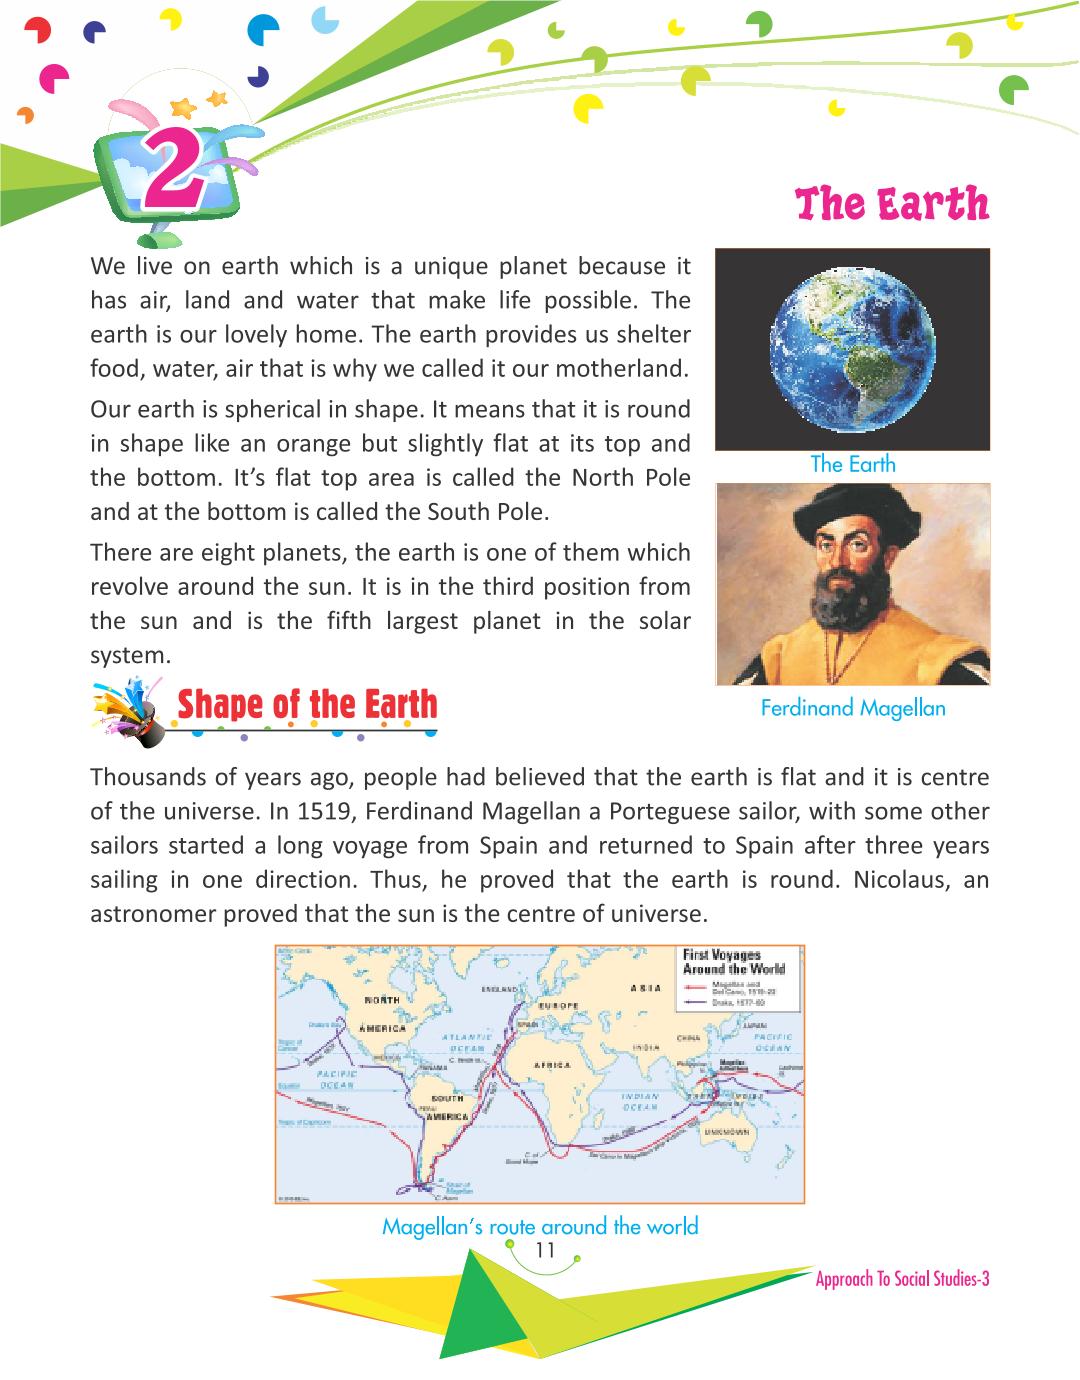 2
The Earth
We live on earth which is a unique planet because it
has air, land and water that make life possible. The
earth is our lovely home. The earth provides us shelter
food, water, air that is why we called it our motherland.
Our earth is spherical in shape. It means that it is round
in shape like an orange but slightly flat at its top and
the bottom. It’s flat top area is called the North Pole
and at the bottom is called the South Pole.
There are eight planets, the earth is one of them which
revolve around the sun. It is in the third position from
the sun and is the fifth largest planet in the solar
system.
The Earth
Ferdinand Magellan
Shape of the Earth
Thousands of years ago, people had believed that the earth is flat and it is centre
of the universe. In 1519, Ferdinand Magellan a Porteguese sailor, with some other
sailors started a long voyage from Spain and returned to Spain after three years
sailing in one direction. Thus, he proved that the earth is round. Nicolaus, an
astronomer proved that the sun is the centre of universe.
First Voyages
Around the World
Magellan and
Del Cano, 1519-22
Drake, 1577-80
NORTH
AMERICA
ENGLAND
EUROPE
ASIA
SPAIN
ATLANTIC
OCEAN
CHINA
JAPAN
PACIFIC
OCEAN
INDIA
AFRICA
MEXICO
PANAMA
PACIFIC
OCEAN
Equator
SOUTH
AMERICA
PERU
INDIAN
OCEAN
UNKNOWN
Tropic of Cancer
Tropic of Capricorn
C. of
Good Hope
Strait of
Magellan
C. Horn
Magellan’s route around the world
11
Approach To Social Studies-3